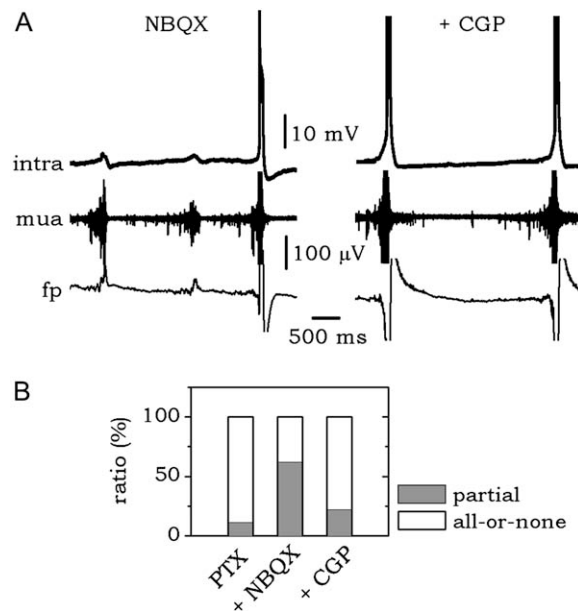 A
NBQX
+ CGP
10 mV
intra
mua
100 µV
fp
500 ms
B
ratio (%)
100
50
0
PTX
+ NBQX
+ CGP
partial
all-or-none